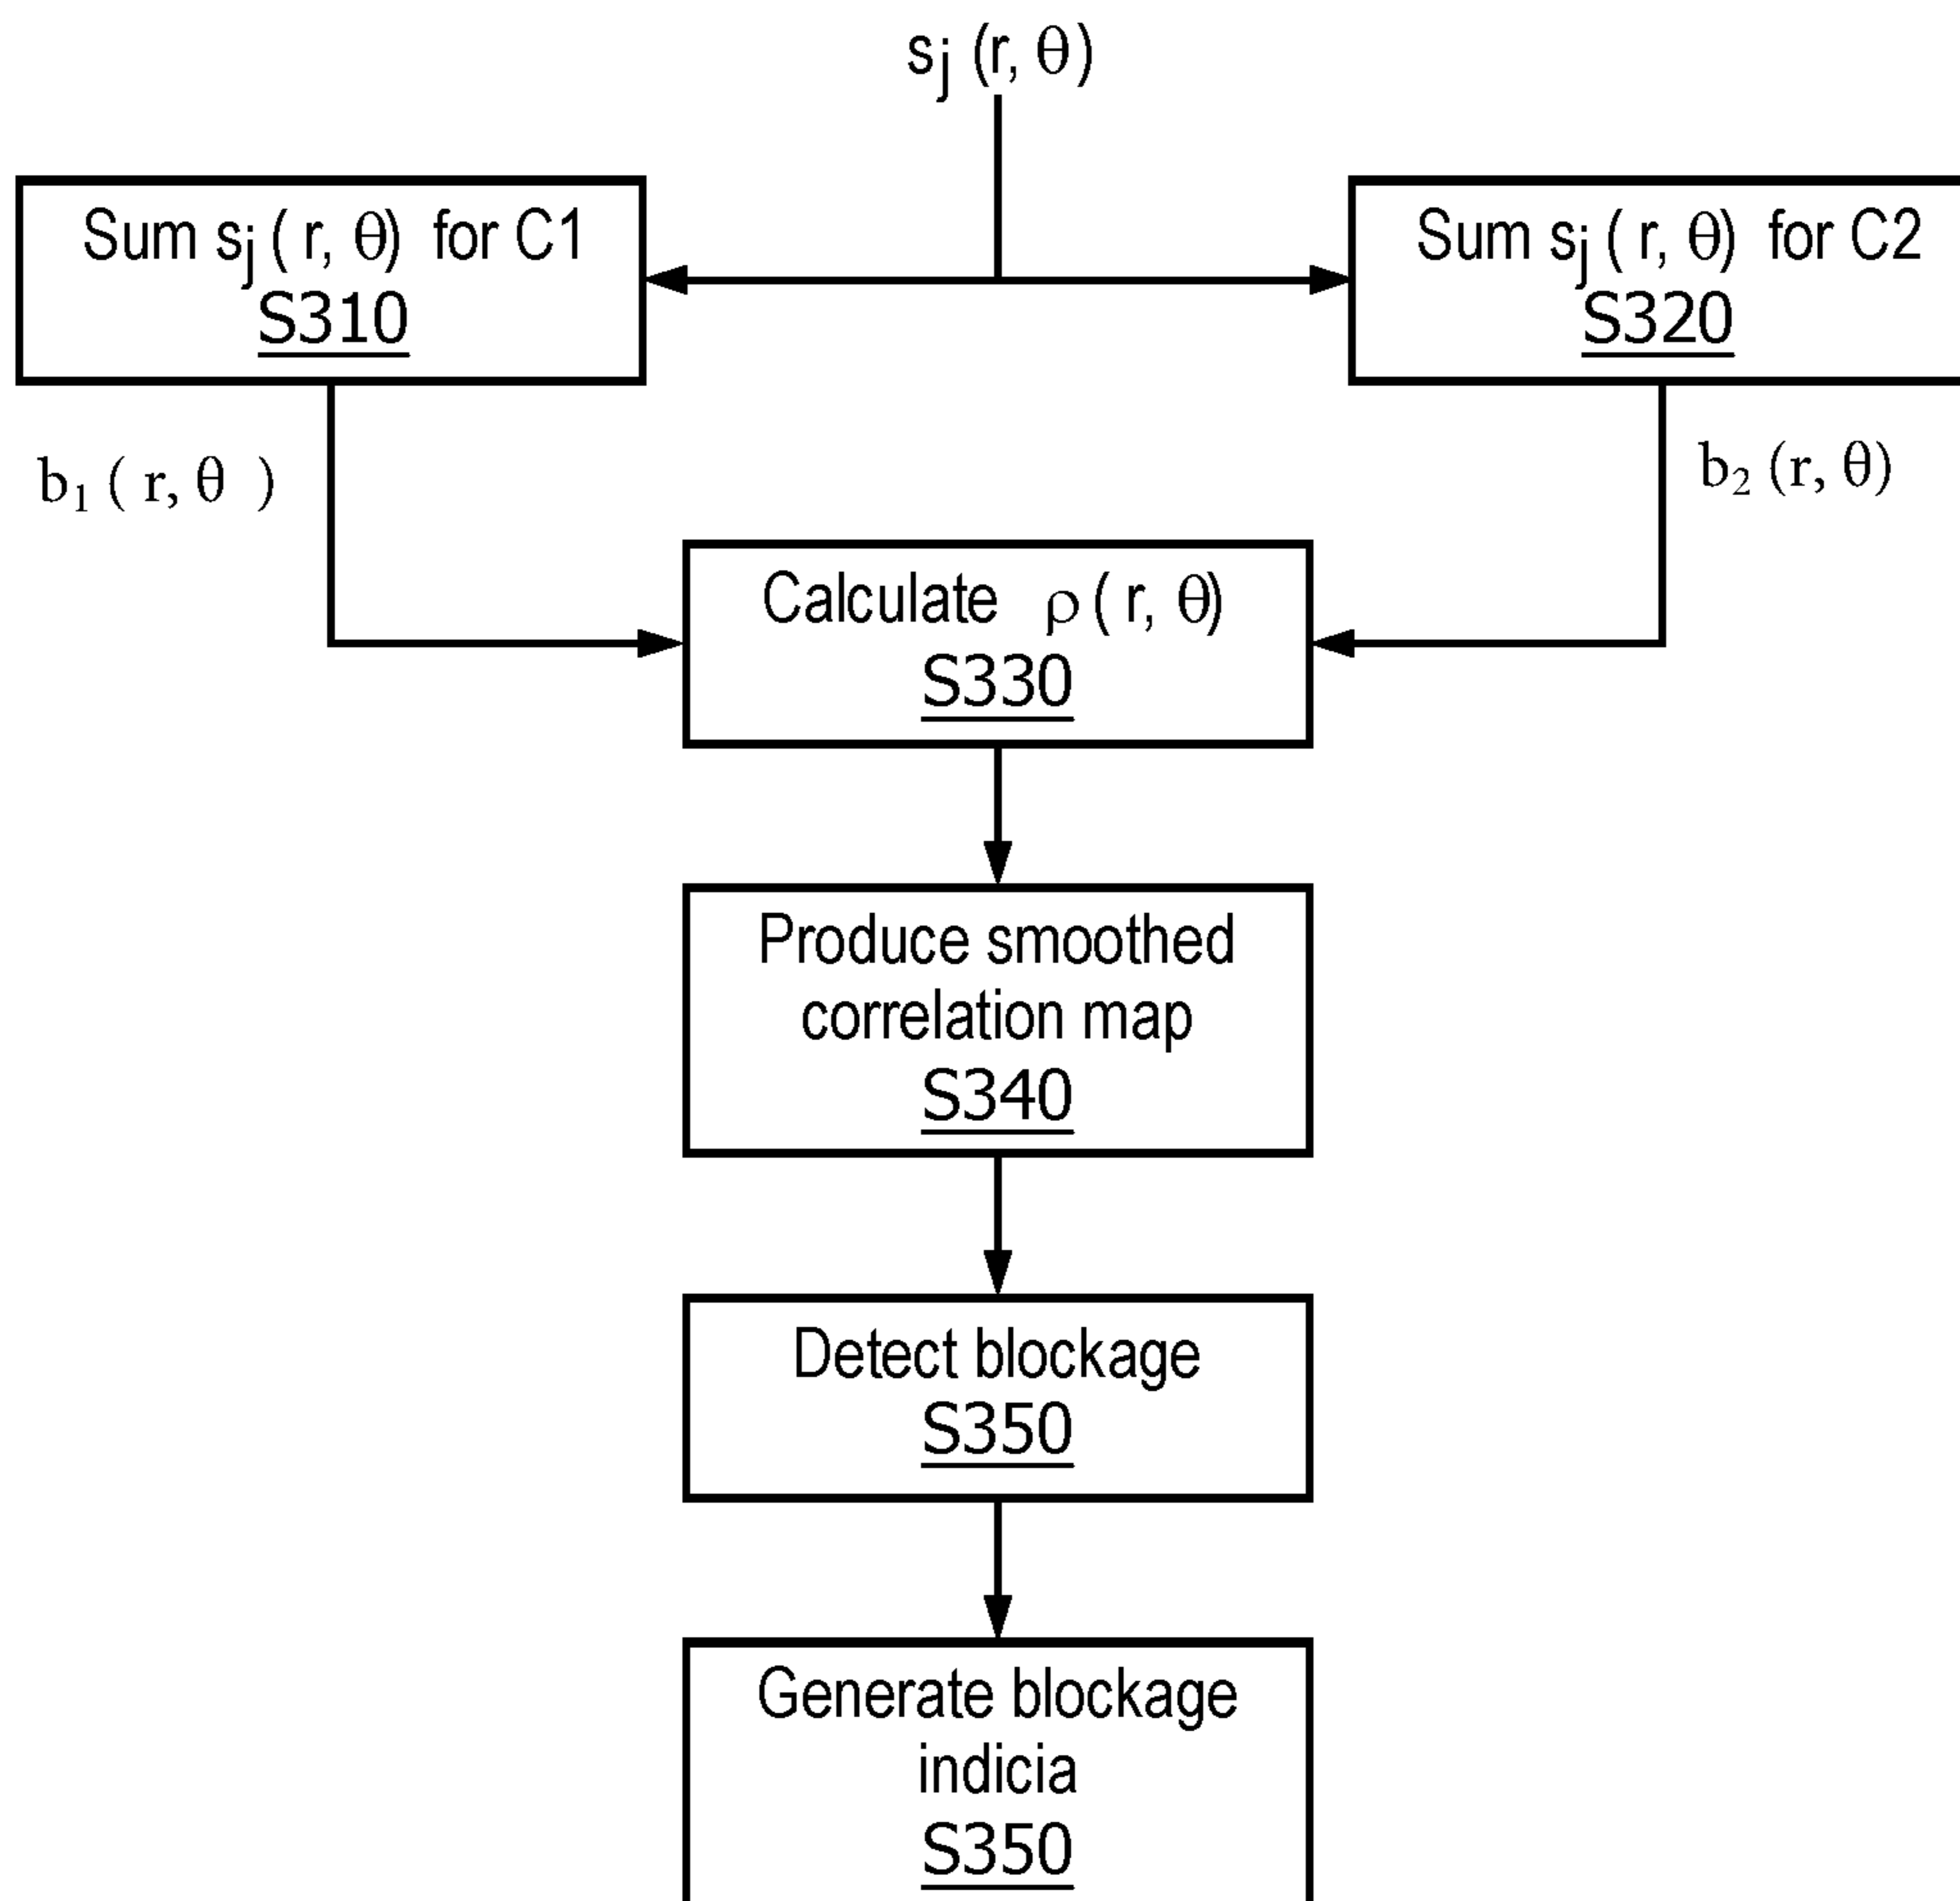 sj (r, θ)
Sum sj ( r, θ) for C1
S310
Sum sj ( r, θ) for C2
S320
b1 ( r, θ )
b2 (r, θ)
Calculate ρ ( r, θ)
S330
Produce smoothed
correlation map
S340
Detect blockage
S350
Generate blockage
indicia
S350